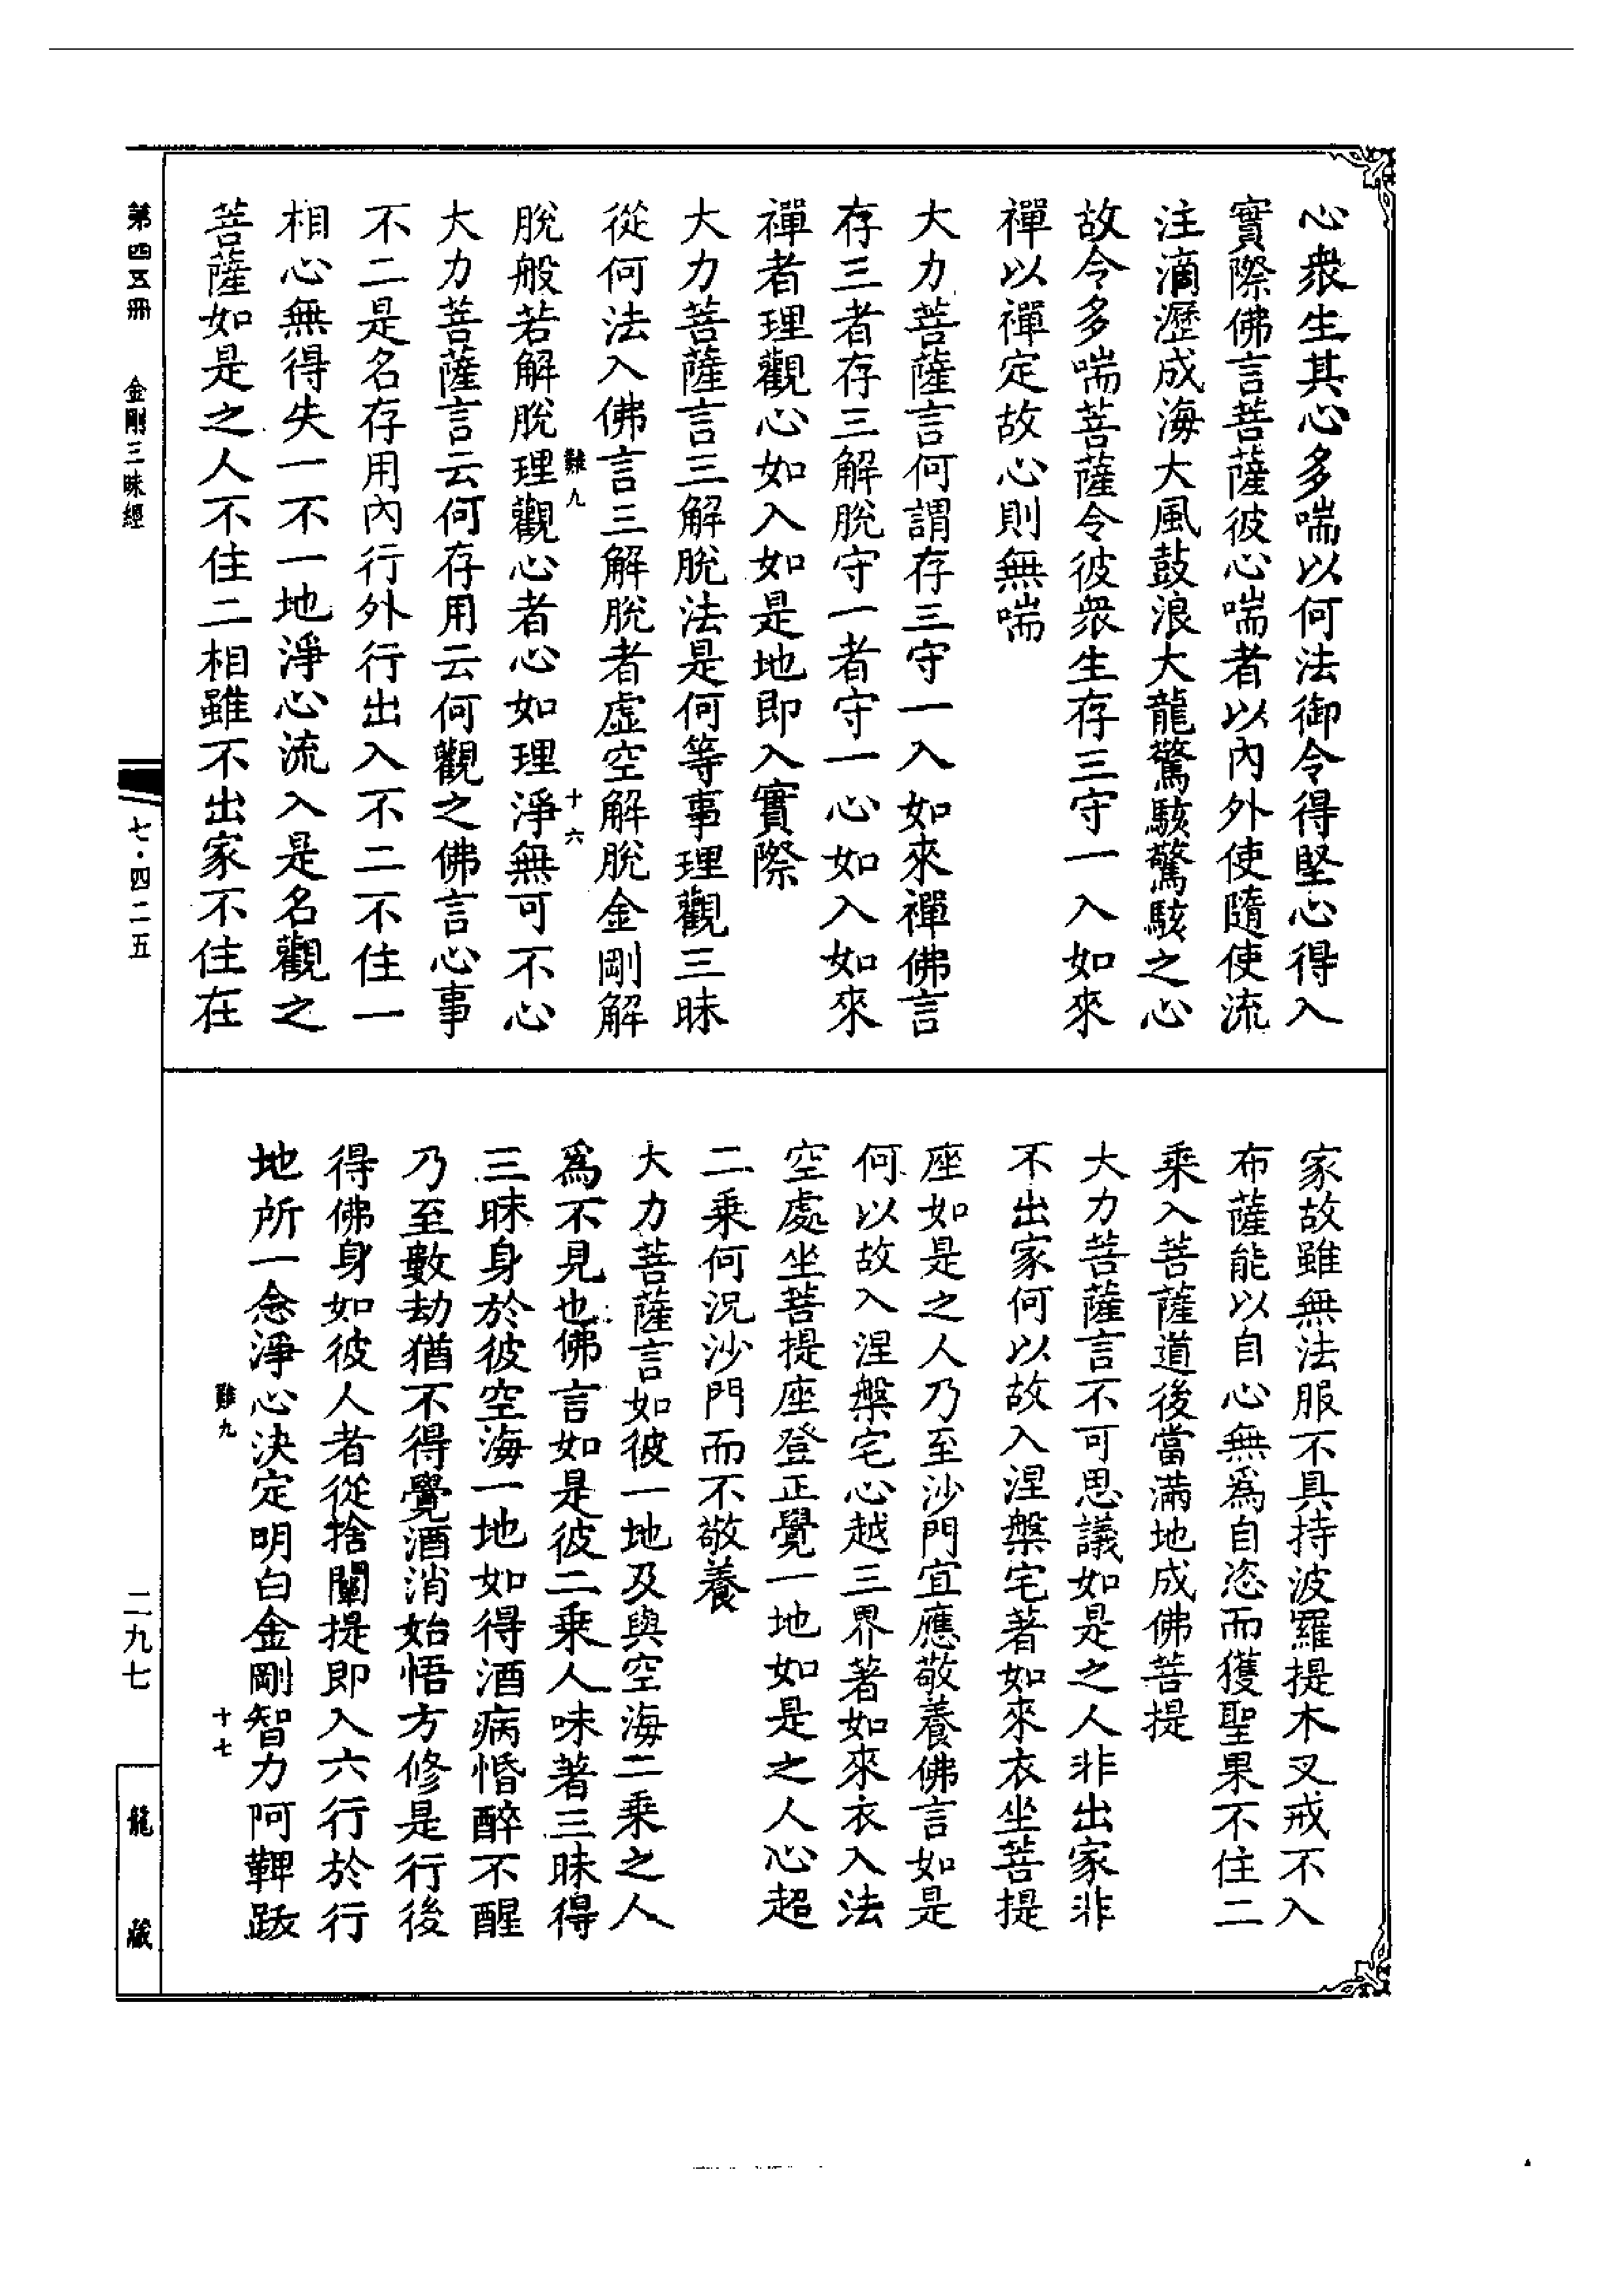 心衆生其心多喘以何法御令得堅心得入
實際佛言菩薩彼心喘者以內外使隨使流
注滴瀝成海大風鼓浪大龍驚駭驚駭之心
故令多喘菩薩令彼衆生存三守一入如來
禪以禪定故心則無喘
大力菩薩言何謂存三守一入如來禪佛言
存三者存三解脫守一者守一心如入如來
禪者理觀心如入如是地即入實際
大力菩薩言三解脫法是何等事理觀三昧
從何法入佛言三解脫者虛空解脫金剛解
難九 十六
脫般若解脫理觀心者心如理淨無可不心
大力菩薩言云何存用云何觀之佛言心事
不二是名存用內行外行出入不二不住一
相心無得失一不一地淨心流入是名觀之
菩薩如是之人不住二相雖不出家不住在
家故雖無法服不具持波羅提木叉戒不入
布薩能以自心無爲自恣而獲聖果不住二
乘入菩薩道後當滿地成佛菩提
大力菩薩言不可思議如是之人非出家非
不出家何以故入涅槃宅著如來衣坐菩提
座如是之人乃至沙門宜應敬養佛言如是
何以故入涅槃宅心越三界著如來衣入法
空處坐菩提座登正覺一地如是之人心超
二乘何況沙門而不敬養
大力菩薩言如彼一地及與空海二乘之人
爲不見也佛言如是彼二乘人味著三昧得
三昧身於彼空海一地如得酒病惛醉不醒
乃至數劫猶不得覺酒消始悟方修是行後
得佛身如彼人者從捨闡提即入六行於行
地所一念淨心決定明白金剛智力阿鞞跋
難九 十七
第四五冊 金剛三昧經 七·四二五 二九七 龍藏